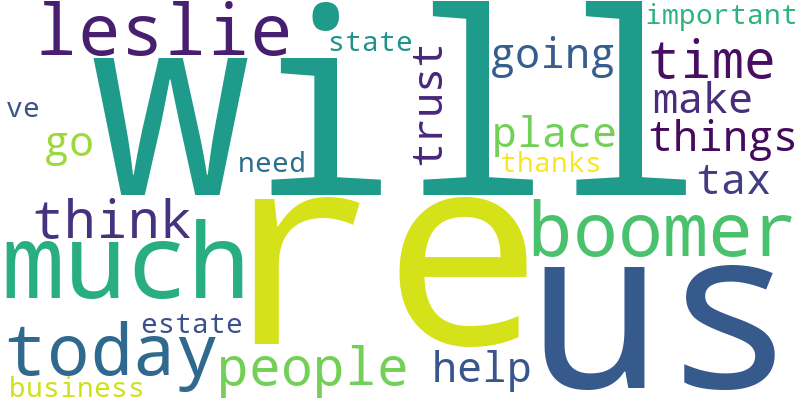 important
leslie
state
going
time
will
trust
make
ve
go
place
things
need
thanks
tax
think
re
boomer
much
us
today
estate
people
help
business